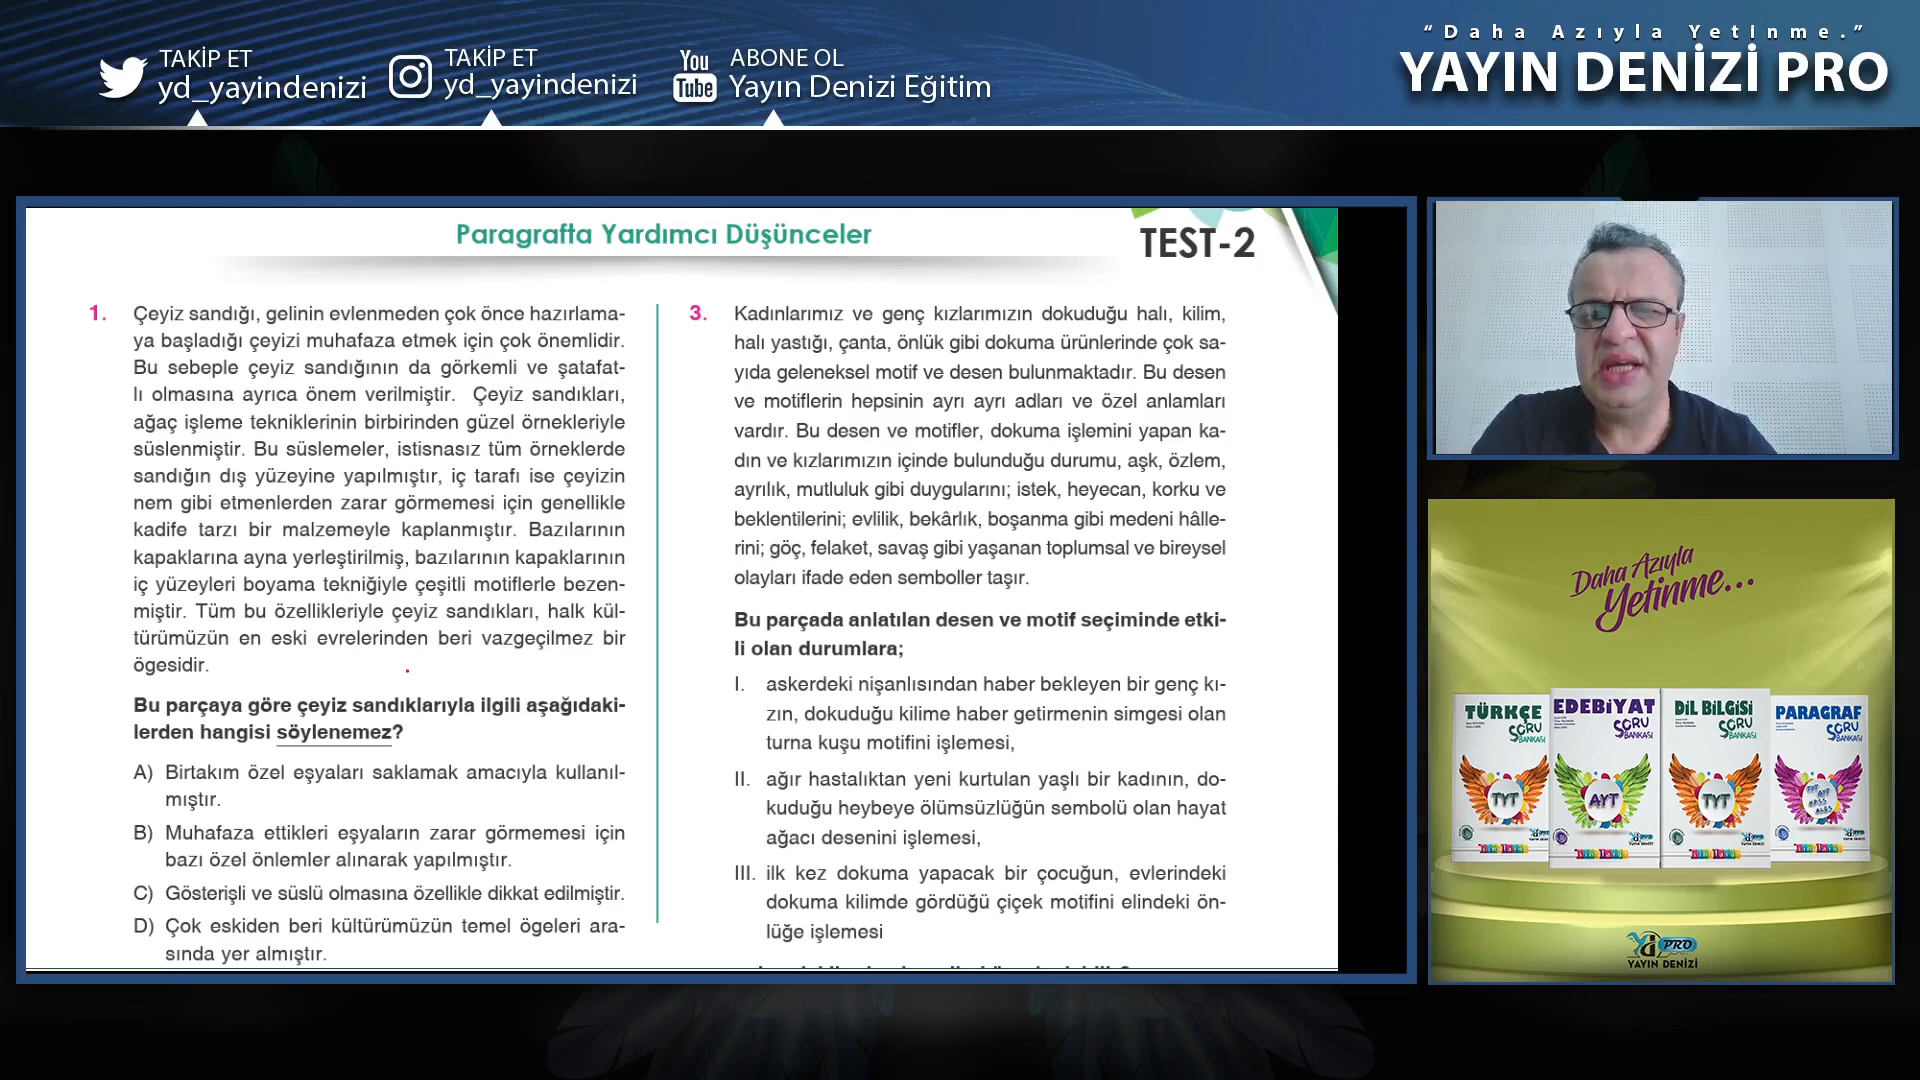 TAKİP ET
yd_yayindenizi
TAKİP ET
yd_yayindenizi
You
Tube
ABONE OL
Yayın Denizi Eğitim
“Daha Azıyla Yetinme.”
YAYIN DENİZİ PRO
Paragrafta Yardımcı Düşünceler
TEST-2
1. Çeyiz sandığı, gelinin evlenmeden çok önce hazırlama-
ya başladığı çeyizi muhafaza etmek için çok önemlidir.
Bu sebeple çeyiz sandığının da görkemli ve şatafat-
lı olmasına ayrıca önem verilmiştir. Çeyiz sandıkları,
ağaç işleme tekniklerinin birbirinden güzel örnekleriyle
süslenmiştir. Bu süslemeler, istisnasız tüm örneklerde
sandığın dış yüzeyine yapılmıştır, iç tarafı ise çeyizin
nem gibi etmenlerden zarar görmemesi için genellikle
kadife tarzı bir malzemeyle kaplanmıştır. Bazılarının
kapaklarına ayna yerleştirilmiş, bazılarının kapaklarının
iç yüzeyleri boyama tekniğiyle çeşitli motiflerle bezen-
miştir. Tüm bu özellikleriyle çeyiz sandıkları, halk kül-
türümüzün en eski evrelerinden beri vazgeçilmez bir
ögesidir.
Bu parçaya göre çeyiz sandıklarıyla ilgili aşağıdaki-
lerden hangisi söylenemez?
A) Birtakım özel eşyaları saklamak amacıyla kullanıl-
mıştır.
B) Muhafaza ettikleri eşyaların zarar görmemesi için
bazı özel önlemler alınarak yapılmıştır.
C) Gösterişli ve süslü olmasına özellikle dikkat edilmiştir.
D) Çok eskiden beri kültürümüzün temel ögeleri ara-
sında yer almıştır.
3. Kadınlarımız ve genç kızlarımızın dokuduğu halı, kilim,
halı yastığı, çanta, önlük gibi dokuma ürünlerinde çok sa-
yıda geleneksel motif ve desen bulunmaktadır. Bu desen
ve motiflerin hepsinin ayrı ayrı adları ve özel anlamları
vardır. Bu desen ve motifler, dokuma işlemini yapan ka-
dın ve kızlarımızın içinde bulunduğu durumu, aşk, özlem,
ayrılık, mutluluk gibi duygularını; istek, heyecan, korku ve
beklentilerini; evlilik, bekârlık, boşanma gibi medeni hâlle-
rini; göç, felaket, savaş gibi yaşanan toplumsal ve bireysel
olayları ifade eden semboller taşır.
Bu parçada anlatılan desen ve motif seçiminde etki-
li olan durumlara;
I. askerdeki nişanlısından haber bekleyen bir genç kı-
zın, dokuduğu kilime haber getirmenin simgesi olan
turna kuşu motifini işlemesi,
II. ağır hastalıktan yeni kurtulan yaşlı bir kadının, do-
kuduğu heybeye ölümsüzlüğün sembolü olan hayat
ağacı desenini işlemesi,
III. ilk kez dokuma yapacak bir çocuğun, evlerindeki
dokuma kilimde gördüğü çiçek motifini elindeki ön-
lüğe işlemesi
Daha Azıyla
Yetinme...
TÜRKÇE
SORU
BANKASI
TYT
EDEBİYAT
SORU
BANKASI
AYT
DİL BİLGİSİ
SORU
BANKASI
TYT
PARAGRAF
SORU
BANKASI
TYT
AYT
KPSS
ALES
PRO
YAYIN DENİZİ